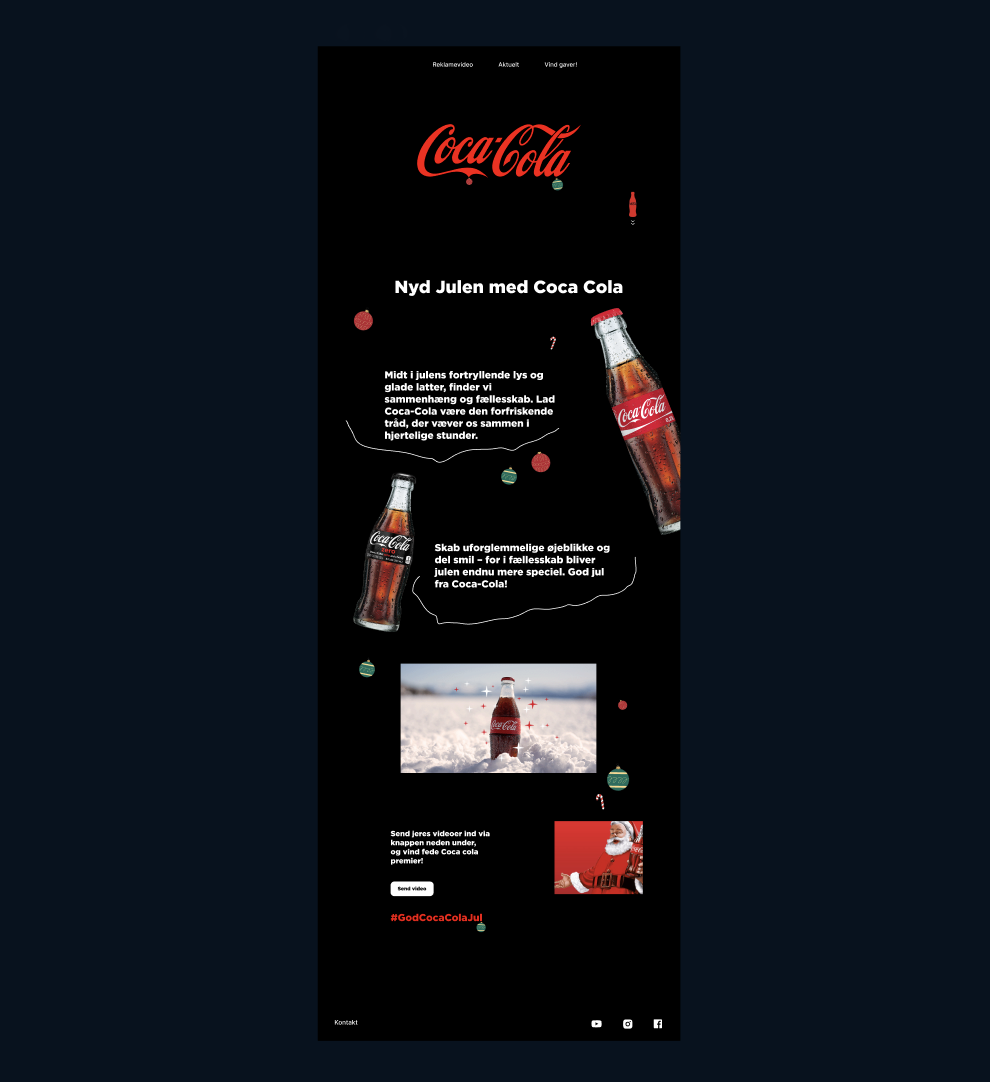 Reklamevideo Aktuelt Vind gaver!
Coca-Cola
Nyd Julen med Coca Cola
Midt i julens fortryllende lys og
glade latter, finder vi
sammenhæng og fællesskab. Lad
Coca-Cola være den forfriskende
tråd, der væver os sammen i
hjertelige stunder.
Coca-Cola
Coca-Cola
zero
Skab uforglemmelige øjeblikke og
del smil – for i fællesskab bliver
julen endnu mere speciel. God jul
fra Coca-Cola!
Coca-Cola
Send jeres videoer ind via
knappen neden under,
og vind fede Coca cola
premier!
Send video
#GodCocaColaJul
Kontakt